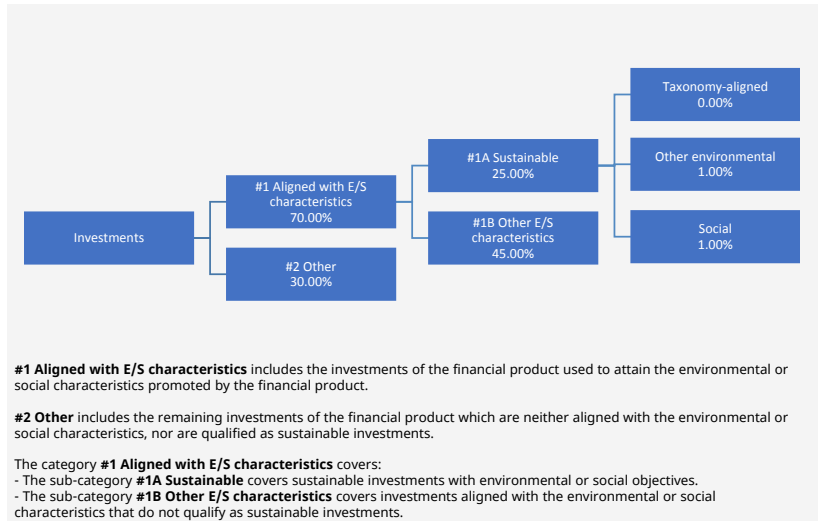 Investments
#1 Aligned with E/S
characteristics
70.00%
#2 Other
30.00%
#1A Sustainable
25.00%
#1B Other E/S
characteristics
45.00%
Taxonomy-aligned
0.00%
Other environmental
1.00%
Social
1.00%
#1 Aligned with E/S characteristics includes the investments of the financial product used to attain the environmental or
social characteristics promoted by the financial product.
#2 Other includes the remaining investments of the financial product which are neither aligned with the environmental or
social characteristics, nor are qualified as sustainable investments.
The category #1 Aligned with E/S characteristics covers:
- The sub-category #1A Sustainable covers sustainable investments with environmental or social objectives.
- The sub-category #1B Other E/S characteristics covers investments aligned with the environmental or social
characteristics that do not qualify as sustainable investments.